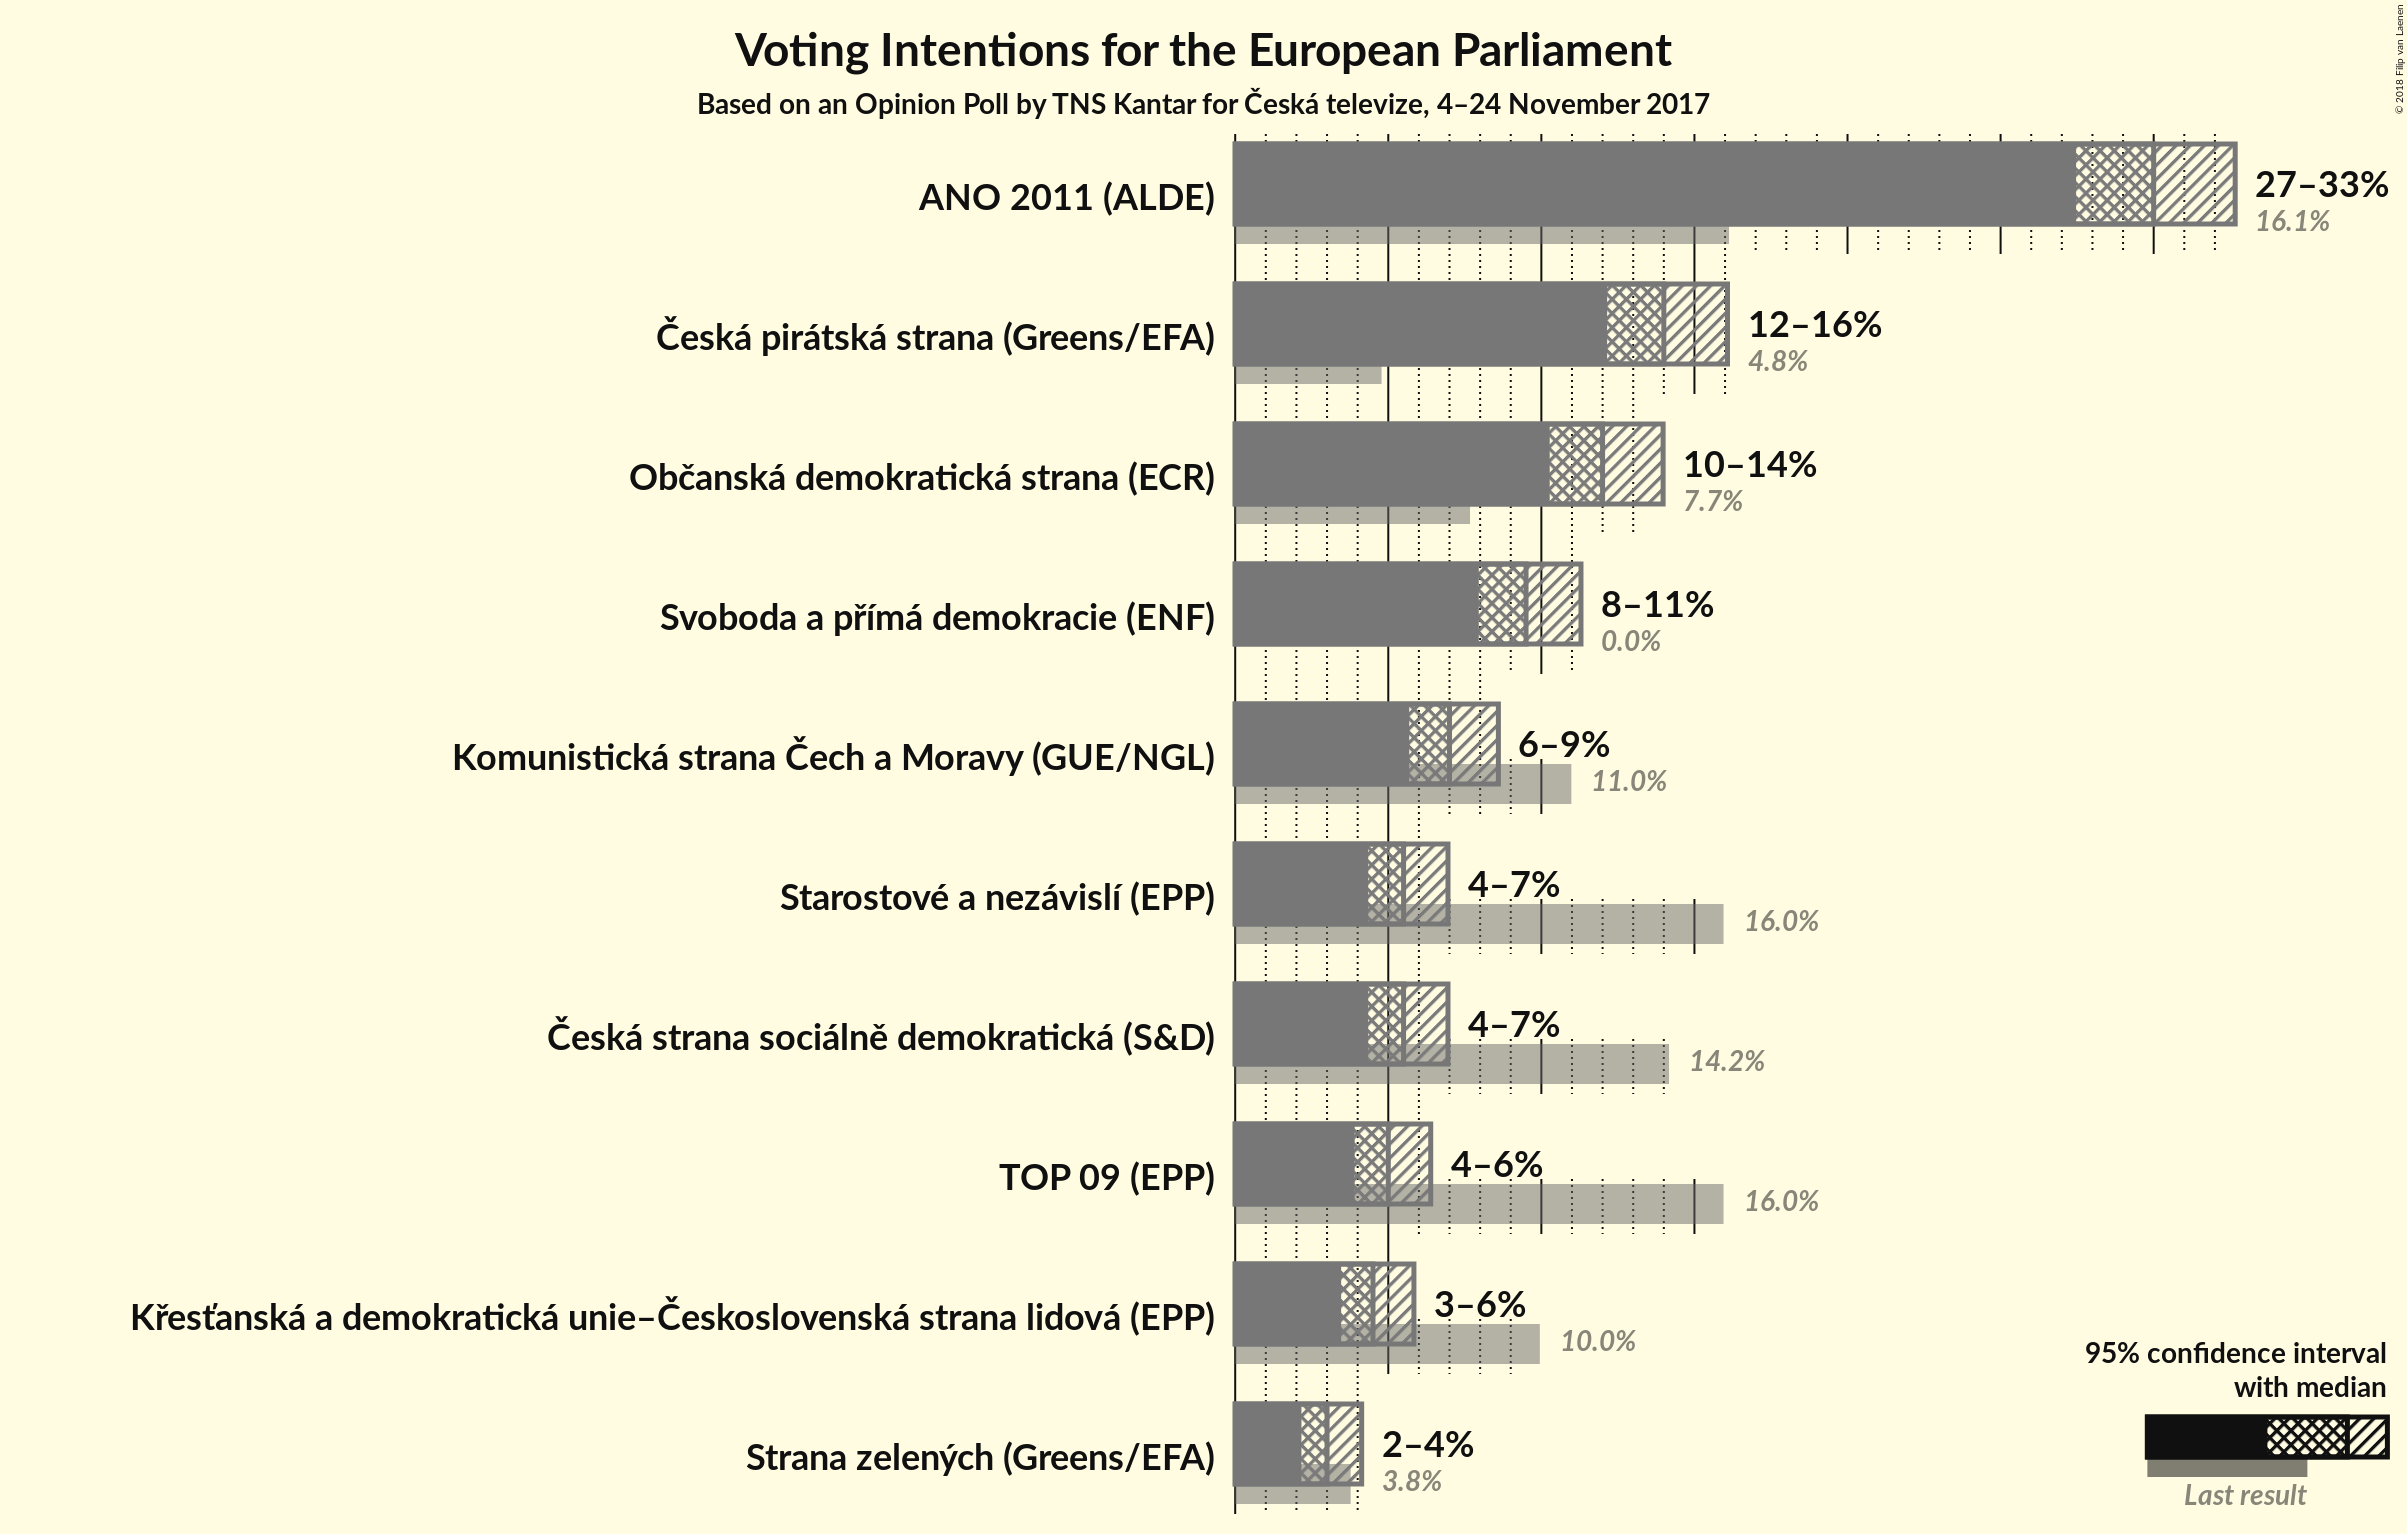 Voting Intentions for the European Parliament
Based on an Opinion Poll by TNS Kantar for Česká televize, 4–24 November 2017
© 2018 Filip van Laenen
ANO 2011 (ALDE)
27–33%
16.1%
Česká pirátská strana (Greens/EFA)
12–16%
4.8%
Občanská demokratická strana (ECR)
10–14%
7.7%
Svoboda a přímá demokracie (ENF)
8–11%
0.0%
Komunistická strana Čech a Moravy (GUE/NGL)
6–9%
11.0%
Starostové a nezávislí (EPP)
4–7%
16.0%
Česká strana sociálně demokratická (S&D)
4–7%
14.2%
TOP 09 (EPP)
4–6%
16.0%
Křesťanská a demokratická unie–Československá strana lidová (EPP)
3–6%
10.0%
Strana zelených (Greens/EFA)
2–4%
3.8%
95% confidence interval
with median
Last result